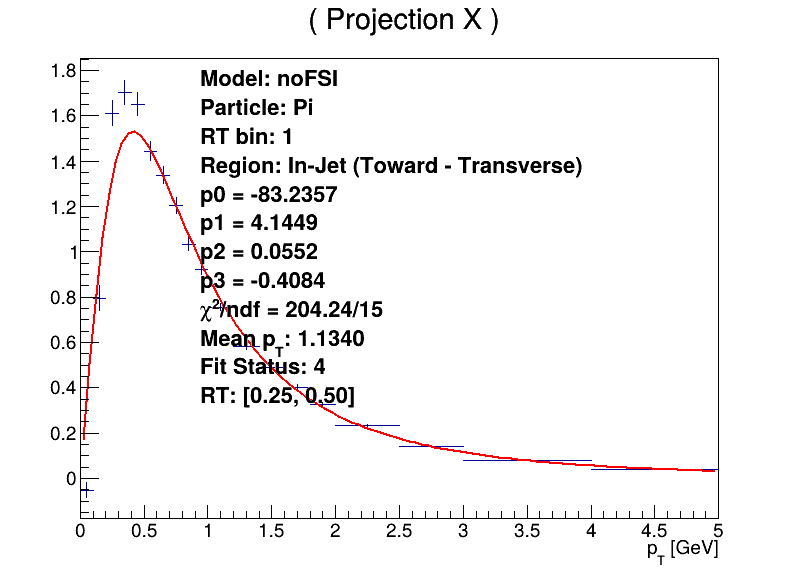 ( Projection X )
Model: noFSI
Particle: Pi
RT bin: 1
Region: In-Jet (Toward - Transverse)
p0 = -83.2357
p1 = 4.1449
p2 = 0.0552
p3 = -0.4084
χ²/ndf = 204.24/15
Mean p_T: 1.1340
Fit Status: 4
RT: [0.25, 0.50]
1.8
1.6
1.4
1.2
1
0.8
0.6
0.4
0.2
0
0 0.5 1 1.5 2 2.5 3 3.5 4 4.5 5
p_T [GeV]